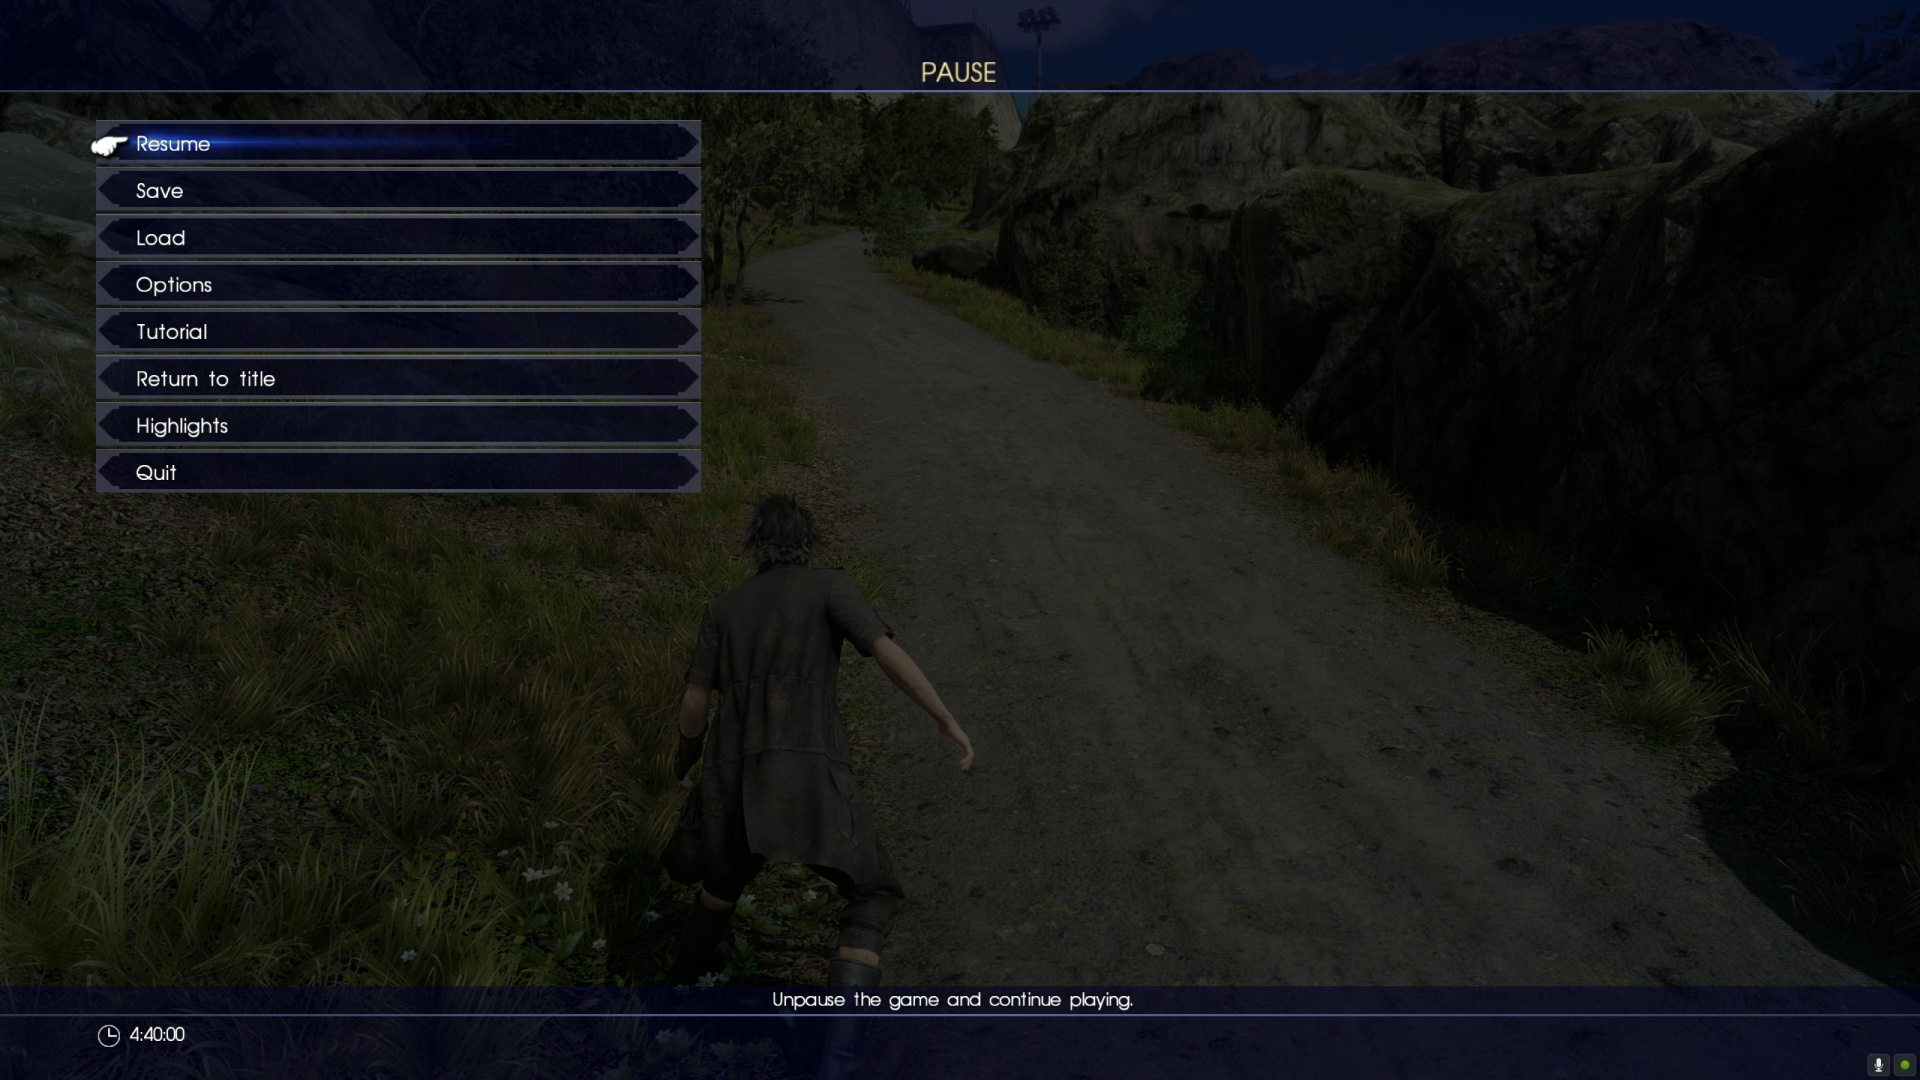 PAUSE
Resume
Save
Load
Options
Tutorial
Return to title
Highlights
Quit
Unpause the game and continue playing.
4:40:00